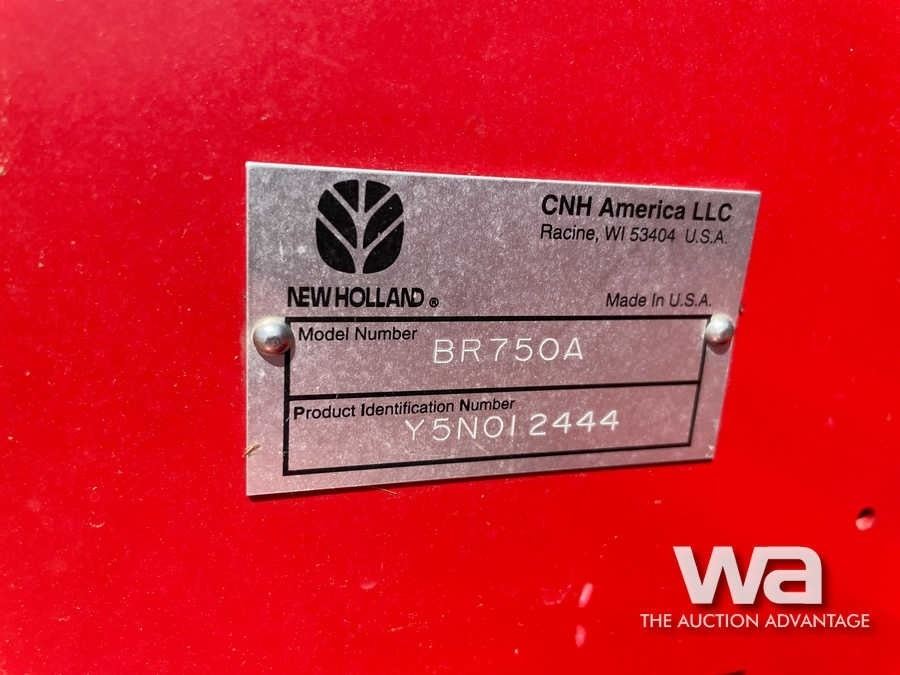 CNH America LLC
Racine, WI 53404 U.S.A.
NEW HOLLAND®
Made In U.S.A.
Model Number
BR750A
Product Identification Number
Y5N012444
wa
THE AUCTION ADVANTAGE